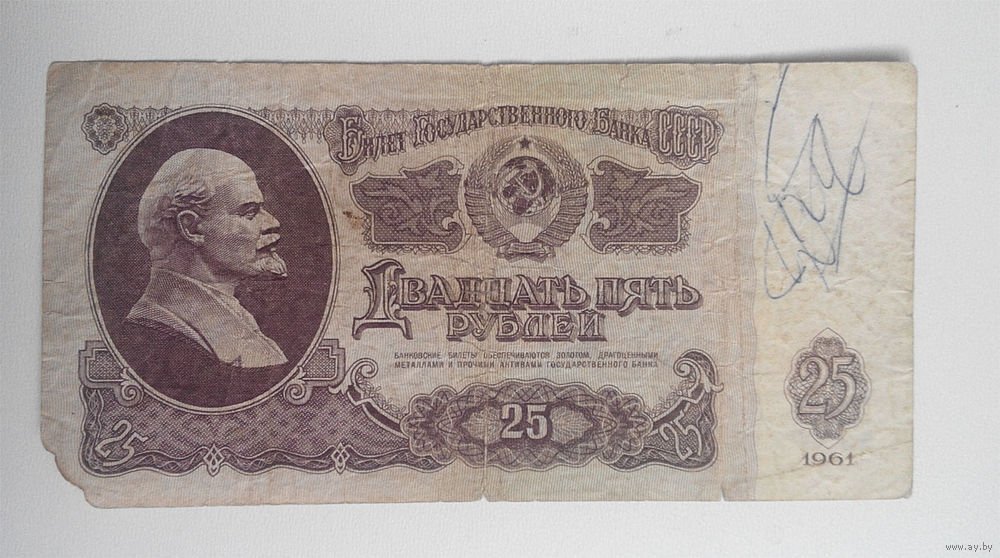 Билет Государственного Банка СССР
Двадцать пять
рублей
БАНКОВСКИЕ БИЛЕТЫ ОБЕСПЕЧИВАЮТСЯ ЗОЛОТОМ, ДРАГОЦЕННЫМИ
МЕТАЛЛАМИ И ПРОЧИМИ АКТИВАМИ ГОСУДАРСТВЕННОГО БАНКА
25
25
25
25
1961
www.ay.by